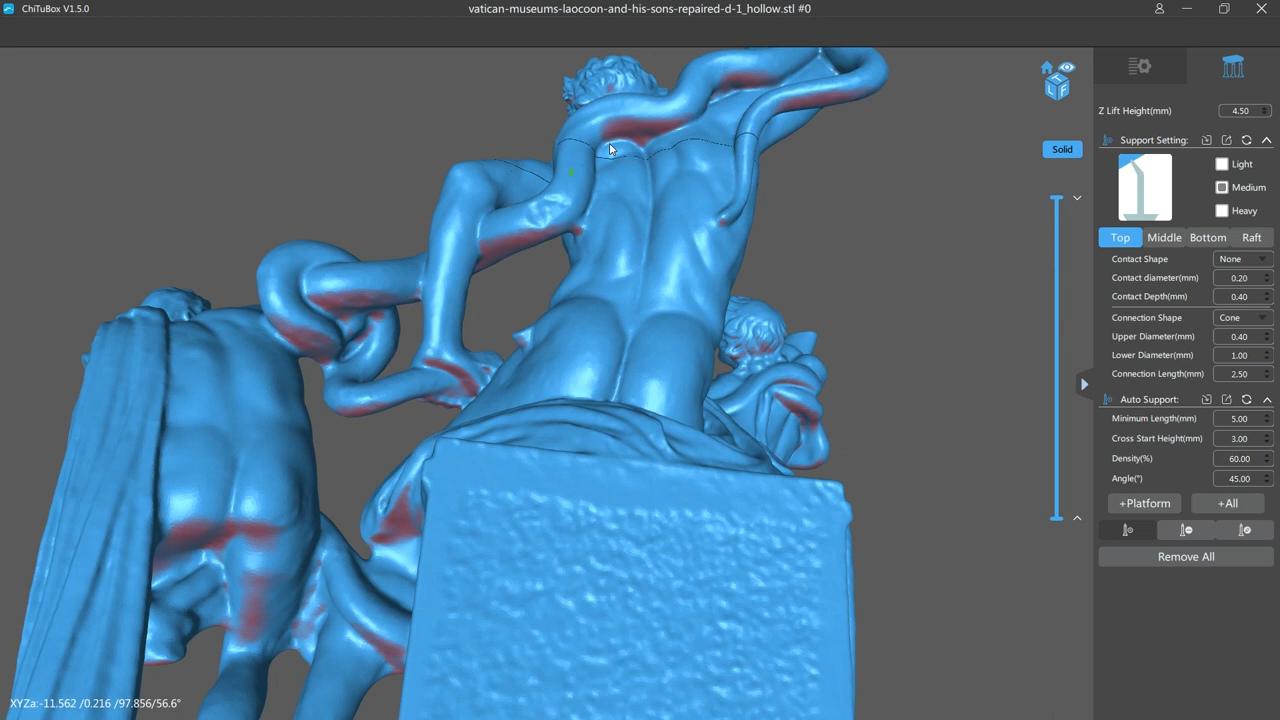 ChiTuBox V1.5.0
vatican-museums-laocoon-and-his-sons-repaired-d-1_hollow.stl #0
T
L F
Solid
Z Lift Height(mm) 4.50
Support Setting:
Light
Medium
Heavy
Top Middle Bottom Raft
Contact Shape None
Contact diameter(mm) 0.20
Contact Depth(mm) 0.40
Connection Shape Cone
Upper Diameter(mm) 0.40
Lower Diameter(mm) 1.00
Connection Length(mm) 2.50
Auto Support:
Minimum Length(mm) 5.00
Cross Start Height(mm) 3.00
Density(%) 60.00
Angle(°) 45.00
+Platform +All
Remove All
XYZa:-11.562 /0.216 /97.856/56.6°